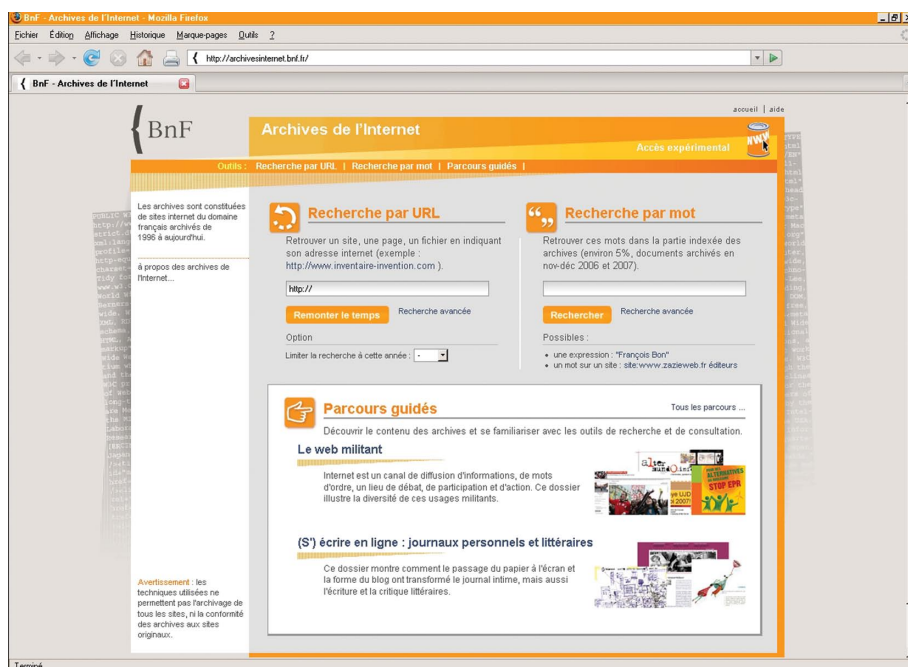 BnF - Archives de l'Internet - Mozilla Firefox
Fichier Édition Affichage Historique Marque-pages Outils ?
http://archivesinternet.bnf.fr/
BnF - Archives de l'Internet
accueil | aide
BnF
Archives de l'Internet
Accès expérimental
WWW
Outils : Recherche par URL | Recherche par mot | Parcours guidés |
Les archives sont constituées
de sites internet du domaine
français archivés de
1996 à aujourd'hui.
à propos des archives de
l'Internet...
Recherche par URL
Retrouver un site, une page, un fichier en indiquant
son adresse internet (exemple :
http://www.inventaire-invention.com ).
http://
Remonter le temps Recherche avancée
Option
Limiter la recherche à cette année : -
Recherche par mot
Retrouver ces mots dans la partie indexée des
archives (environ 5%, documents archivés en
nov-déc 2006 et 2007).
Rechercher Recherche avancée
Possibles :
une expression : "François Bon"
un mot sur un site : site:www.zazieweb.fr éditeurs
Parcours guidés
Tous les parcours ...
Découvrir le contenu des archives et se familiariser avec les outils de recherche et de consultation.
Le web militant
Internet est un canal de diffusion d'informations, de mots
d'ordre, un lieu de débat, de participation et d'action. Ce dossier
illustre la diversité de ces usages militants.
ALTERNATIVES
STOP EPR
(S') écrire en ligne : journaux personnels et littéraires
Ce dossier montre comment le passage du papier à l'écran et
la forme du blog ont transformé le journal intime, mais aussi
l'écriture et la critique littéraires.
Avertissement : les
techniques utilisées ne
permettent pas l'archivage de
tous les sites, ni la conformité
des archives aux sites
originaux.
Terminé